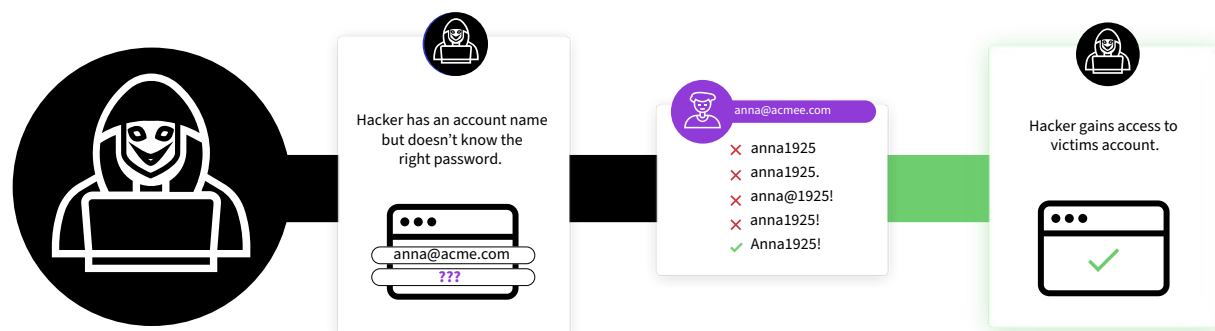 Hacker has an account name
but doesn’t know the
right password.
anna@acme.com
???
anna@acmee.com
anna1925
anna1925.
anna@1925!
anna1925!
Anna1925!
Hacker gains access to
victims account.